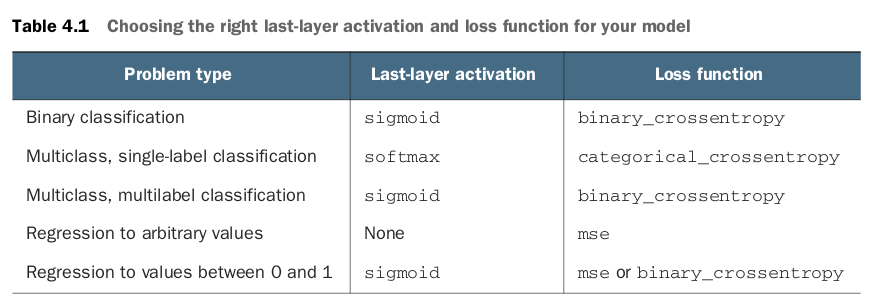 Table 4.1 Choosing the right last-layer activation and loss function for your model
Problem type Last-layer activation Loss function
Binary classification sigmoid binary_crossentropy
Multiclass, single-label classification softmax categorical_crossentropy
Multiclass, multilabel classification sigmoid binary_crossentropy
Regression to arbitrary values None mse
Regression to values between 0 and 1 sigmoid mse or binary_crossentropy